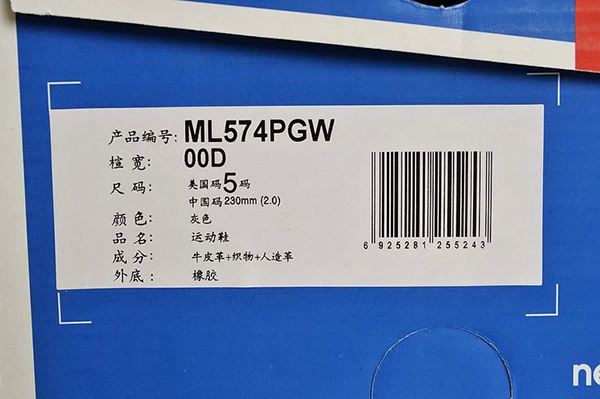 产品编号: ML574PGW
楦宽: 00D
尺码: 美国码5码
中国码230mm (2.0)
颜色: 灰色
品名: 运动鞋
成分: 牛皮革+织物+人造革
外底: 橡胶
6 925281 255243
ne